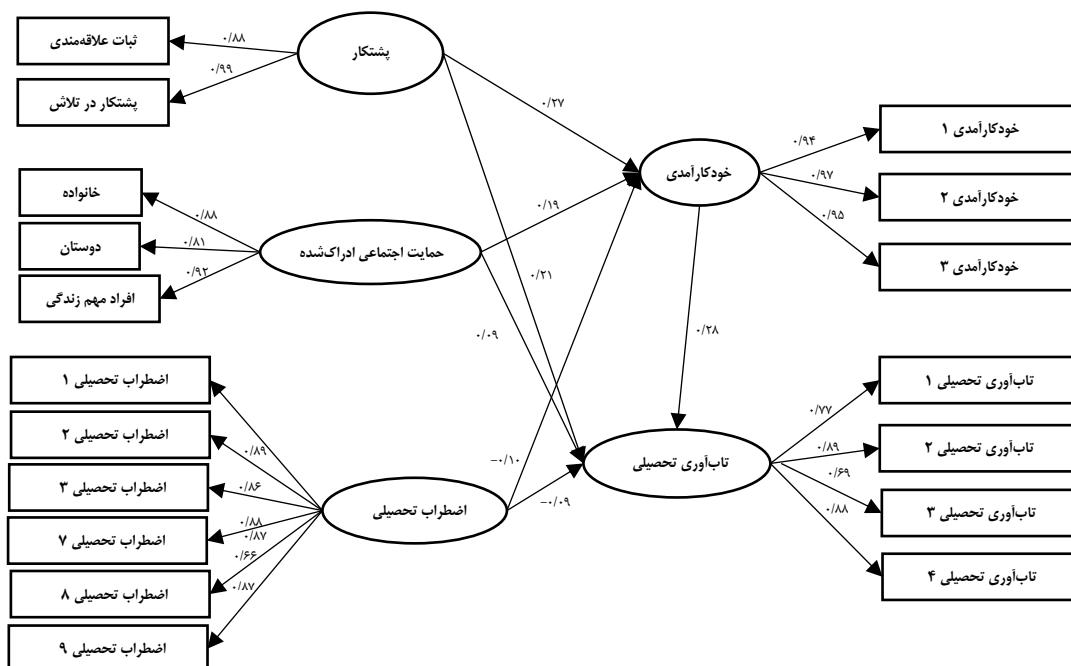 ثبات علاقه‌مندی
پشتکار در تلاش
۰/۸۸
۰/۹۹
پشتکار
خانواده
دوستان
افراد مهم زندگی
۰/۸۸
۰/۸۱
۰/۹۲
حمایت اجتماعی ادراک‌شده
اضطراب تحصیلی ۱
اضطراب تحصیلی ۲
اضطراب تحصیلی ۳
اضطراب تحصیلی ۷
اضطراب تحصیلی ۸
اضطراب تحصیلی ۹
۰/۸۹
۰/۸۶
۰/۸۸
۰/۸۷
۰/۶۶
۰/۸۷
اضطراب تحصیلی
۰/۲۷
۰/۱۹
۰/۲۱
۰/۰۹
−۰/۱۰
−۰/۰۹
۰/۲۸
خودکارآمدی
۰/۹۴
۰/۹۷
۰/۹۵
خودکارآمدی ۱
خودکارآمدی ۲
خودکارآمدی ۳
تاب‌آوری تحصیلی
۰/۷۷
۰/۸۹
۰/۶۹
۰/۸۸
تاب‌آوری تحصیلی ۱
تاب‌آوری تحصیلی ۲
تاب‌آوری تحصیلی ۳
تاب‌آوری تحصیلی ۴